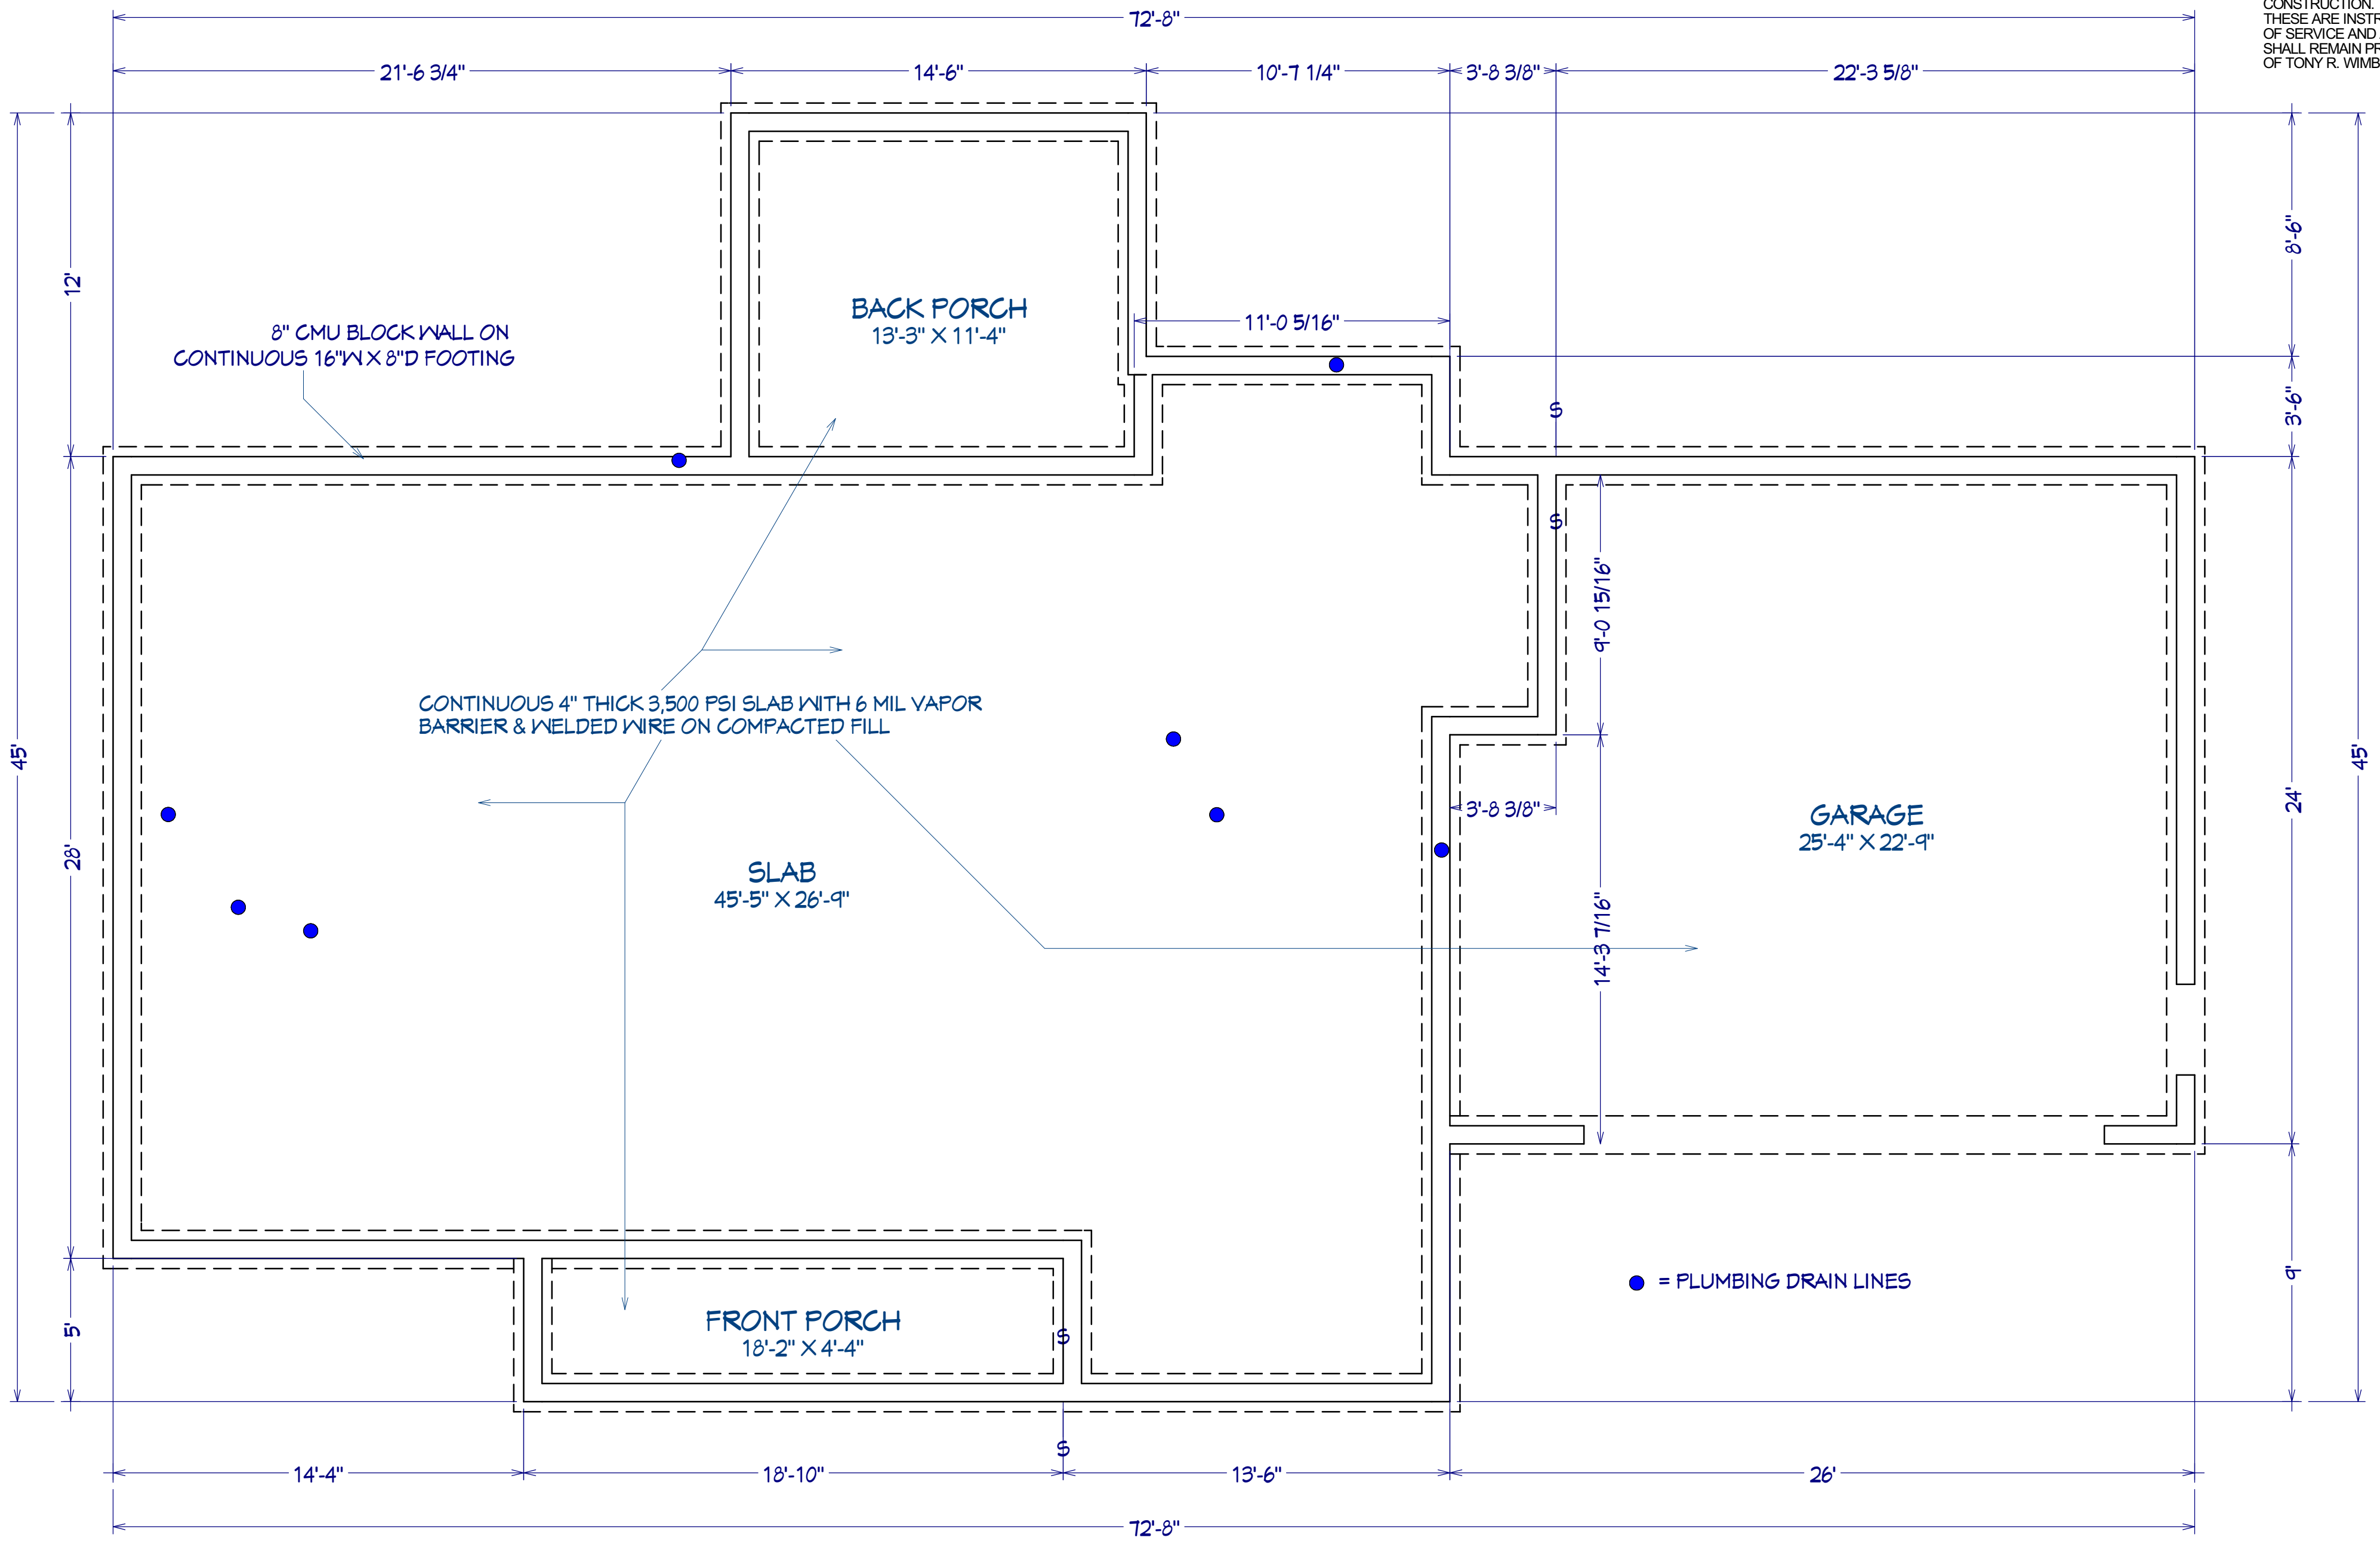 CONSTRUCTION.
THESE ARE INSTR
OF SERVICE AND
SHALL REMAIN PR
OF TONY R. WIMB
72'-8"
21'-6 3/4"
14'-6"
10'-7 1/4"
3'-8 3/8"
22'-3 5/8"
12'
8'-6"
BACK PORCH
13'-3" X 11'-4"
11'-0 5/16"
8" CMU BLOCK WALL ON
CONTINUOUS 16"W X 8"D FOOTING
3'-6"
S
S
9'-0 15/16"
CONTINUOUS 4" THICK 3,500 PSI SLAB WITH 6 MIL VAPOR
BARRIER & WELDED WIRE ON COMPACTED FILL
45'
45'
3'-8 3/8"
24'
GARAGE
25'-4" X 22'-9"
28'
SLAB
45'-5" X 26'-9"
14'-3 7/16"
9'
= PLUMBING DRAIN LINES
5'
FRONT PORCH
18'-2" X 4'-4"
S
S
14'-4"
18'-10"
13'-6"
26'
72'-8"